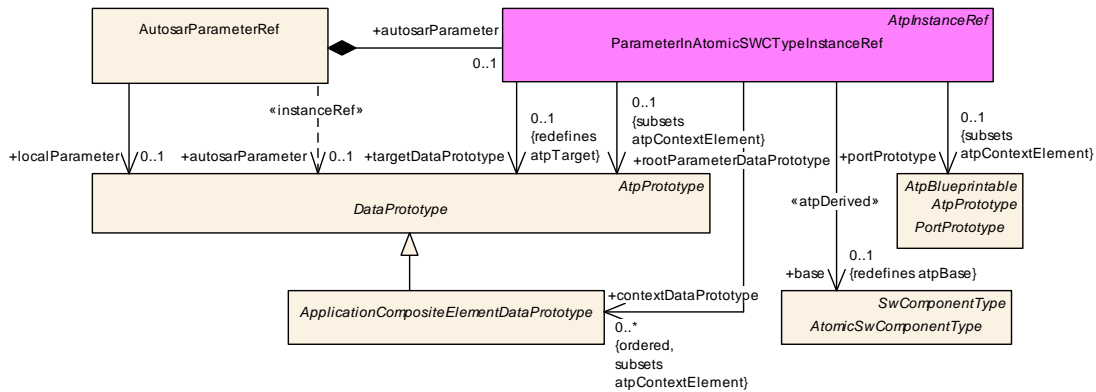 AutosarParameterRef
+autosarParameter
0..1
AtpInstanceRef
ParameterInAtomicSWCTypeInstanceRef
«instanceRef»
+localParameter
0..1
+autosarParameter
0..1
+targetDataPrototype
0..1
{redefines
atpTarget}
0..1
{subsets
atpContextElement}
+rootParameterDataPrototype
+portPrototype
0..1
{subsets
atpContextElement}
AtpPrototype
DataPrototype
«atpDerived»
AtpBlueprintable
AtpPrototype
PortPrototype
+base
0..1
{redefines atpBase}
ApplicationCompositeElementDataPrototype
+contextDataPrototype
0..*
{ordered,
subsets
atpContextElement}
SwComponentType
AtomicSwComponentType